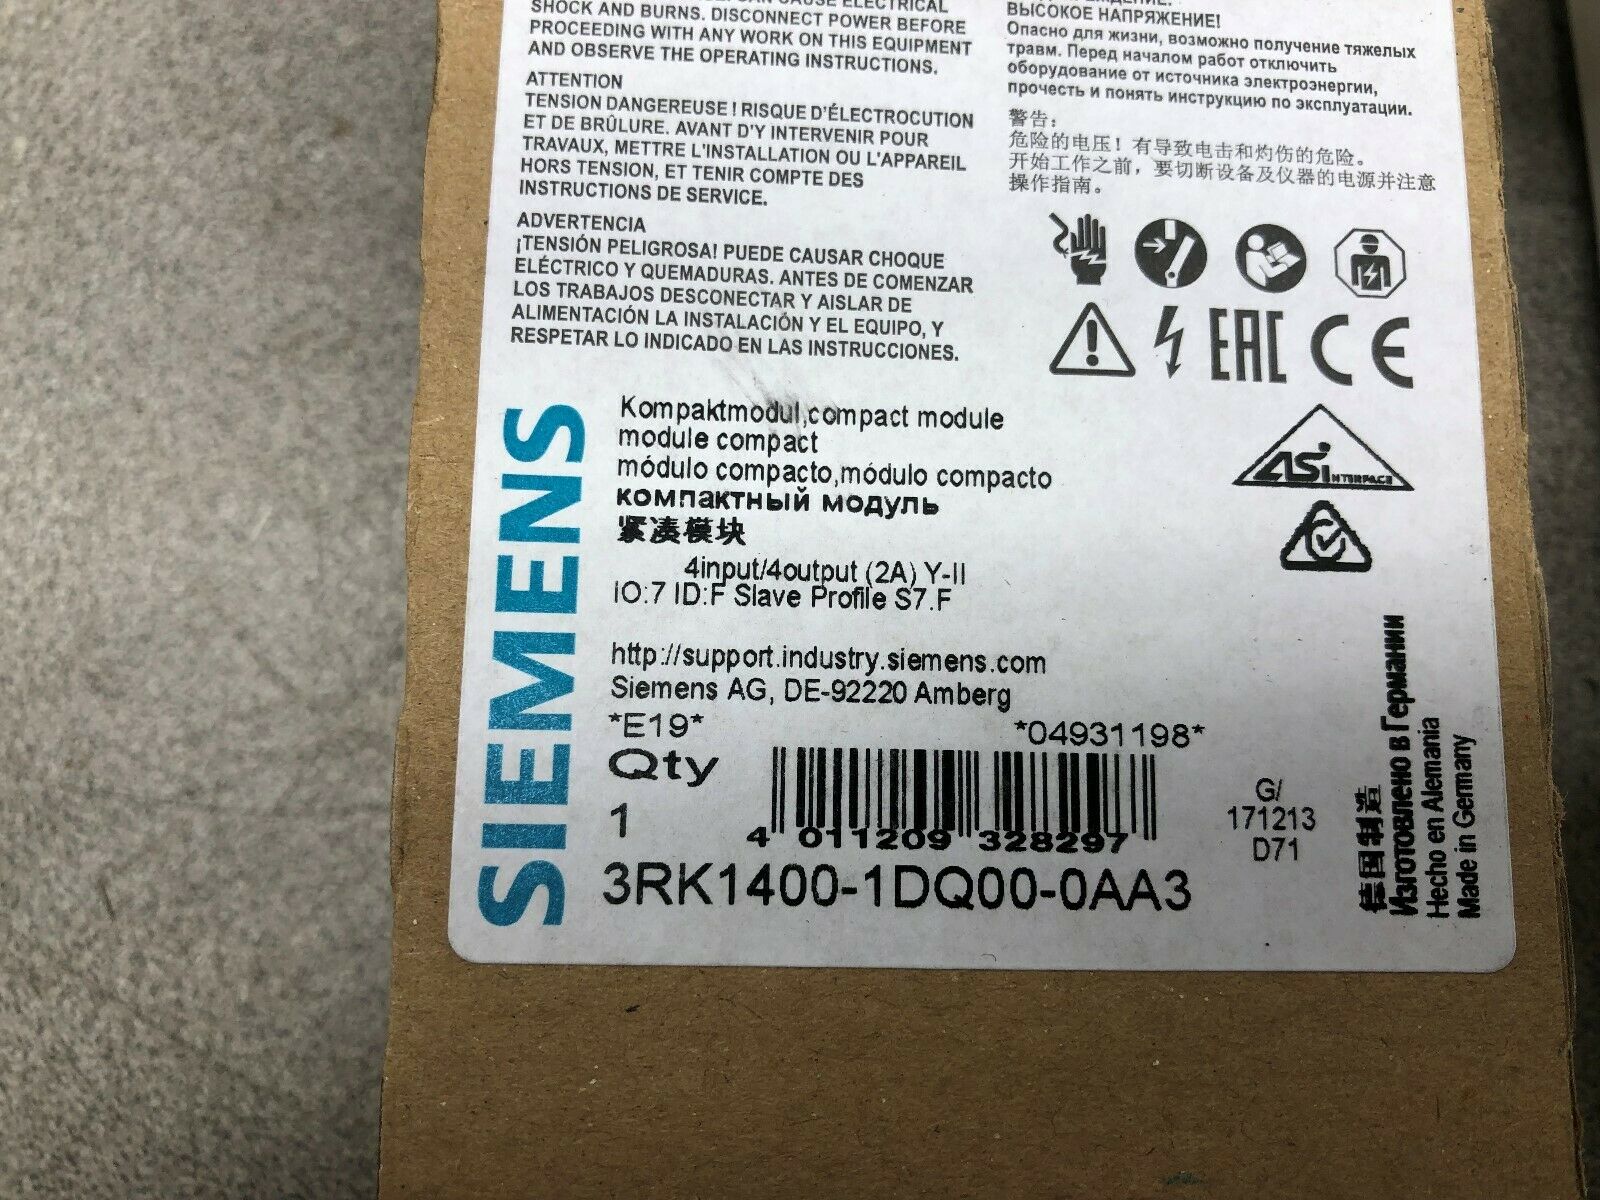 SHOCK AND BURNS. DISCONNECT POWER BEFORE
PROCEEDING WITH ANY WORK ON THIS EQUIPMENT
AND OBSERVE THE OPERATING INSTRUCTIONS.
ATTENTION
TENSION DANGEREUSE ! RISQUE D'ÉLECTROCUTION
ET DE BRÛLURE. AVANT D'Y INTERVENIR POUR
TRAVAUX, METTRE L'INSTALLATION OU L'APPAREIL
HORS TENSION, ET TENIR COMPTE DES
INSTRUCTIONS DE SERVICE.
ADVERTENCIA
¡TENSIÓN PELIGROSA! PUEDE CAUSAR CHOQUE
ELÉCTRICO Y QUEMADURAS. ANTES DE COMENZAR
LOS TRABAJOS DESCONECTAR Y AISLAR DE
ALIMENTACIÓN LA INSTALACIÓN Y EL EQUIPO, Y
RESPETAR LO INDICADO EN LAS INSTRUCCIONES.
ВЫСОКОЕ НАПРЯЖЕНИЕ!
Опасно для жизни, возможно получение тяжелых
травм. Перед началом работ отключить
оборудование от источника электроэнергии,
прочесть и понять инструкцию по эксплуатации.
警告：
危险的电压！有导致电击和灼伤的危险。
开始工作之前，要切断设备及仪器的电源并注意
操作指南。
EAC CE
SIEMENS
Kompaktmodul,compact module
module compact
módulo compacto,módulo compacto
компактный модуль
紧凑模块
4input/4output (2A) Y-II
IO:7 ID:F Slave Profile S7.F
ASi INTERFACE
http://support.industry.siemens.com
Siemens AG, DE-92220 Amberg
*E19* *04931198*
Qty
1
4 011209 328297
3RK1400-1DQ00-0AA3
G/
171213
D71
德国制造
Изготовлено в Германии
Hecho en Alemania
Made in Germany